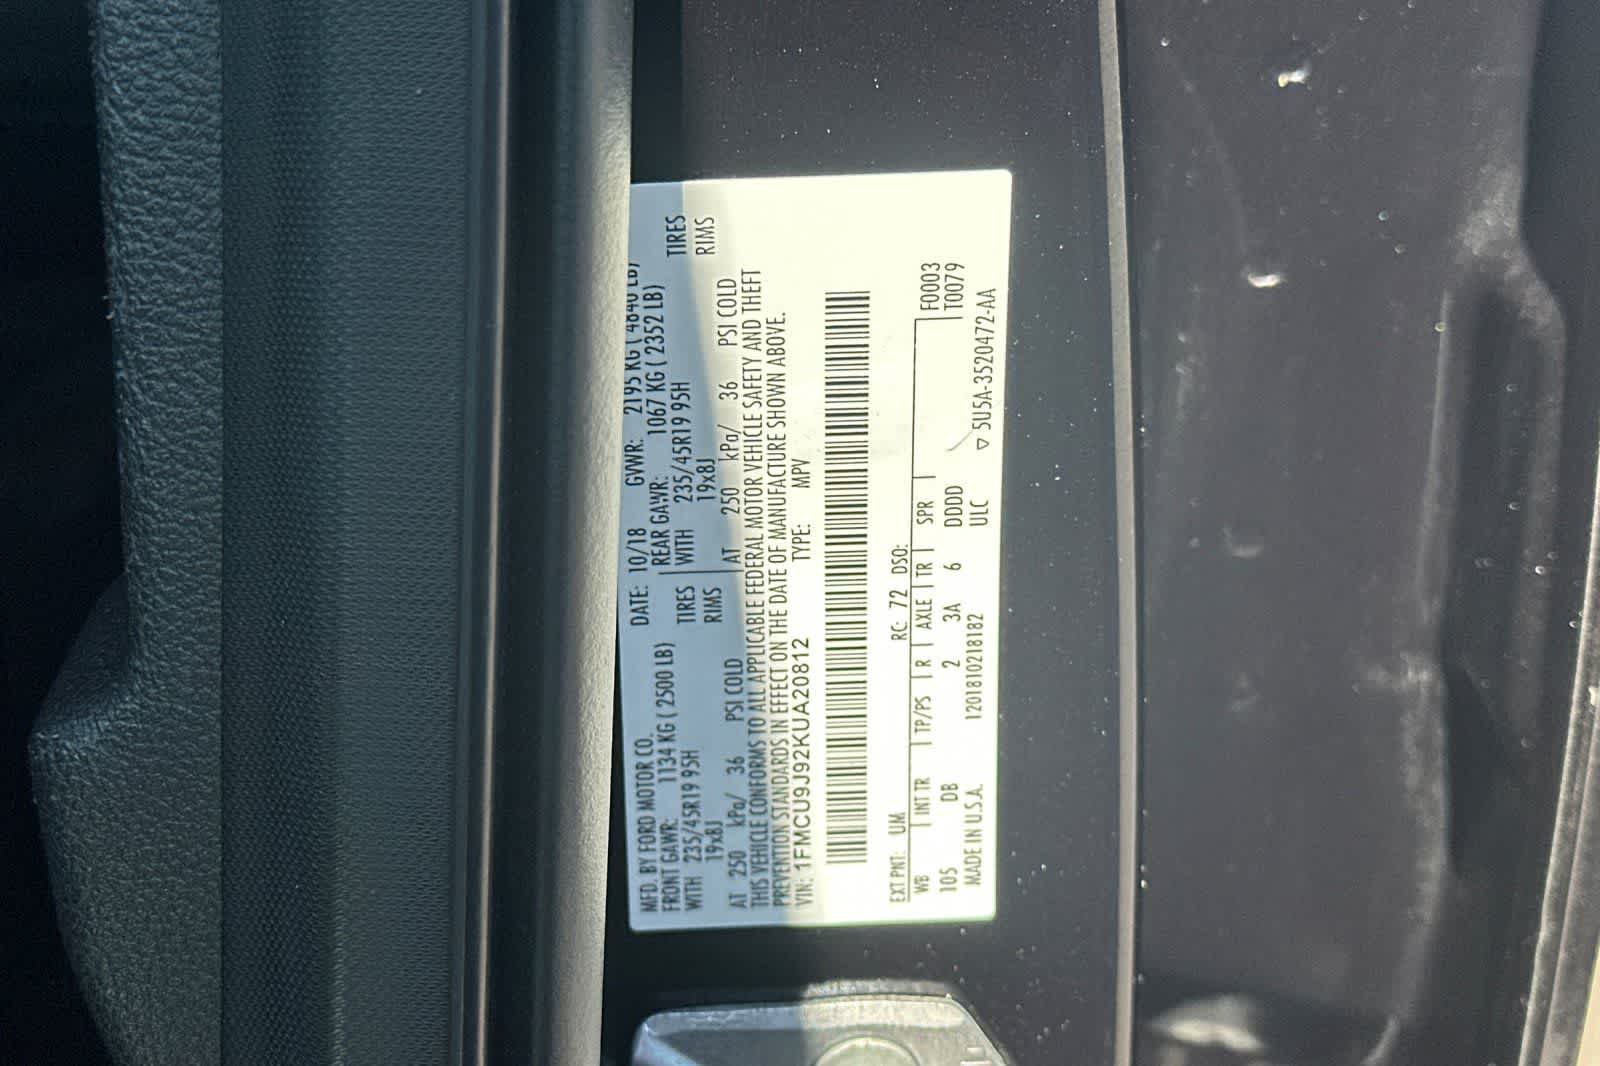 MFD. BY FORD MOTOR CO.
DATE: 10/18 GVWR: 2195 KG ( 4840 LB)
FRONT GAWR: 1134 KG ( 2500 LB) REAR GAWR: 1067 KG ( 2352 LB)
WITH 235/45R19 95H TIRES WITH 235/45R19 95H TIRES
19x8J RIMS 19x8J RIMS
AT 250 kPa/ 36 PSI COLD AT 250 kPa/ 36 PSI COLD
THIS VEHICLE CONFORMS TO ALL APPLICABLE FEDERAL MOTOR VEHICLE SAFETY AND THEFT
PREVENTION STANDARDS IN EFFECT ON THE DATE OF MANUFACTURE SHOWN ABOVE.
VIN: 1FMCU9J92KUA20812 TYPE: MPV
EXT PNT: UM RC: 72 DSO:
WB INT TR TP/PS R AXLE TR SPR F0003
105 DB 2 3A 6 DDDD T0079
MADE IN U.S.A. 1201810218182 ULC ▽ 5U5A-3520472-AA